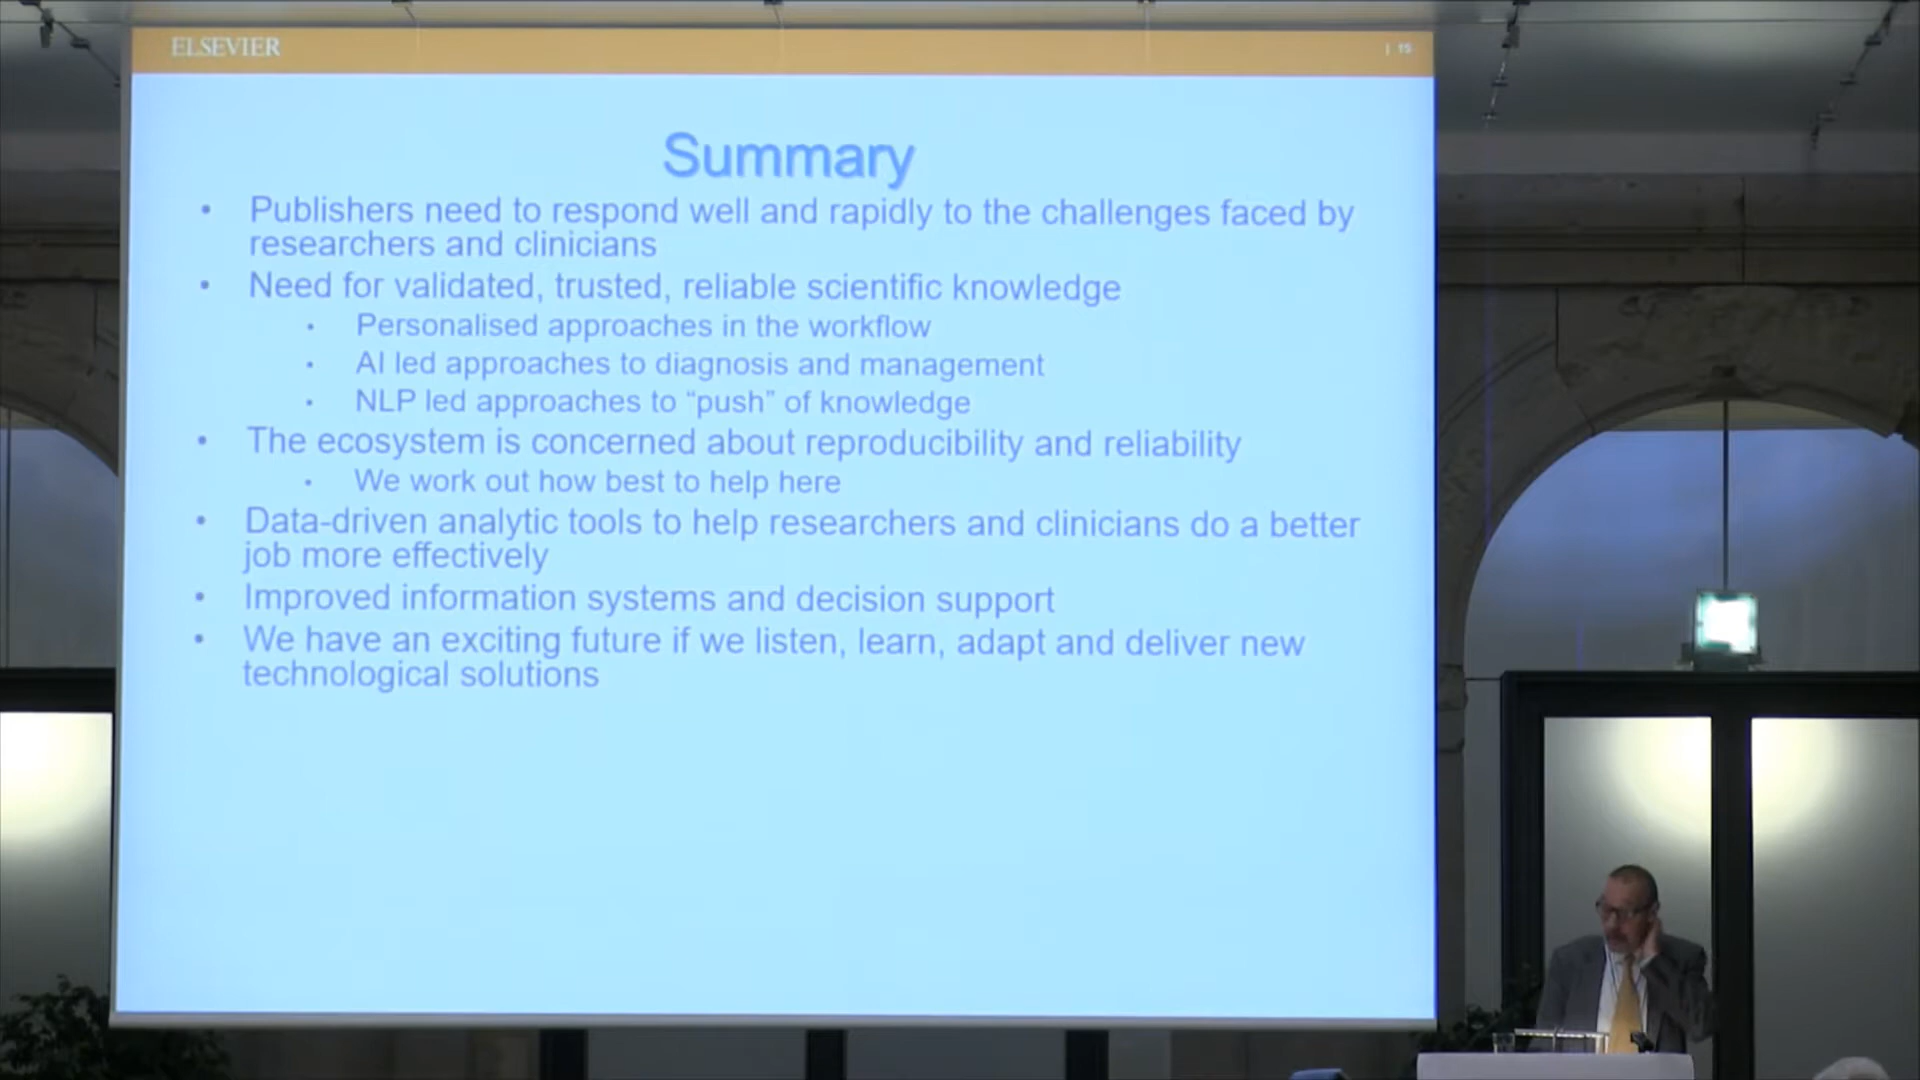 ELSEVIER
| 15
Summary
• Publishers need to respond well and rapidly to the challenges faced by
researchers and clinicians
• Need for validated, trusted, reliable scientific knowledge
• Personalised approaches in the workflow
• AI led approaches to diagnosis and management
• NLP led approaches to “push” of knowledge
• The ecosystem is concerned about reproducibility and reliability
• We work out how best to help here
• Data-driven analytic tools to help researchers and clinicians do a better
job more effectively
• Improved information systems and decision support
• We have an exciting future if we listen, learn, adapt and deliver new
technological solutions